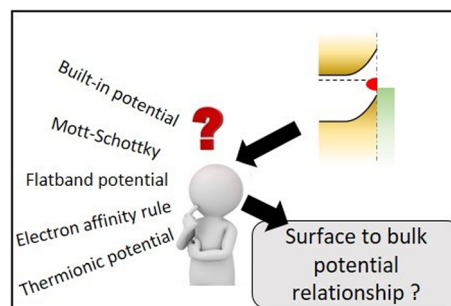 Built-in potential
?
Mott-Schottky
Flatband potential
Electron affinity rule
Thermionic potential
Surface to bulk
potential
relationship ?